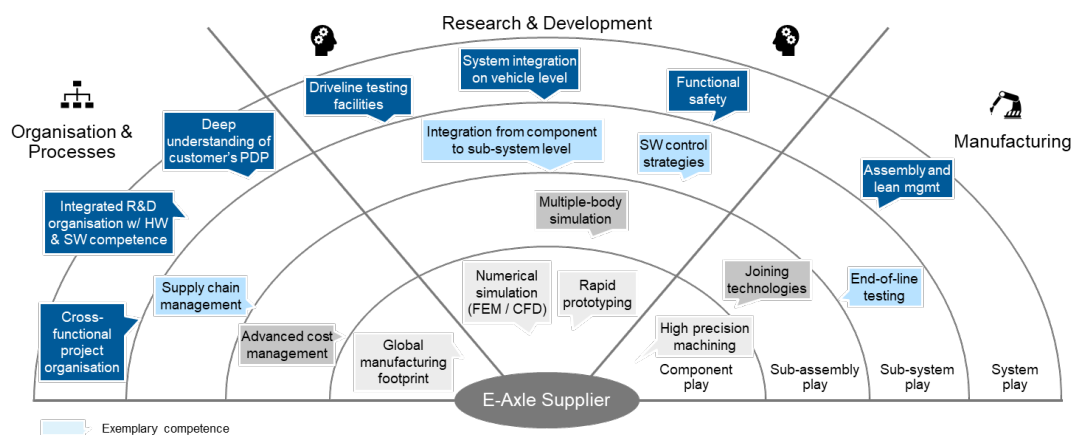 Research & Development
Organisation &
Processes
Manufacturing
System integration
on vehicle level
Driveline testing
facilities
Functional
safety
Deep
understanding of
customer's PDP
Integration from component
to sub-system level
SW control
strategies
Assembly and
lean mgmt
Integrated R&D
organisation w/ HW
& SW competence
Multiple-body
simulation
Supply chain
management
Numerical
simulation
(FEM / CFD)
Rapid
prototyping
Joining
technologies
End-of-line
testing
Cross-
functional
project
organisation
Advanced cost
management
Global
manufacturing
footprint
High precision
machining
Component
play
Sub-assembly
play
Sub-system
play
System
play
E-Axle Supplier
Exemplary competence